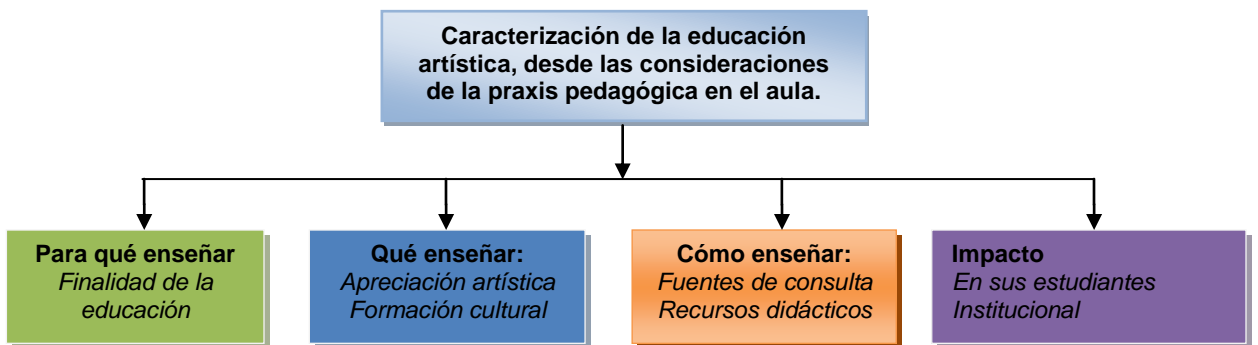 Caracterización de la educación
artística, desde las consideraciones
de la praxis pedagógica en el aula.
Para qué enseñar
Finalidad de la
educación
Qué enseñar:
Apreciación artística
Formación cultural
Cómo enseñar:
Fuentes de consulta
Recursos didácticos
Impacto
En sus estudiantes
Institucional